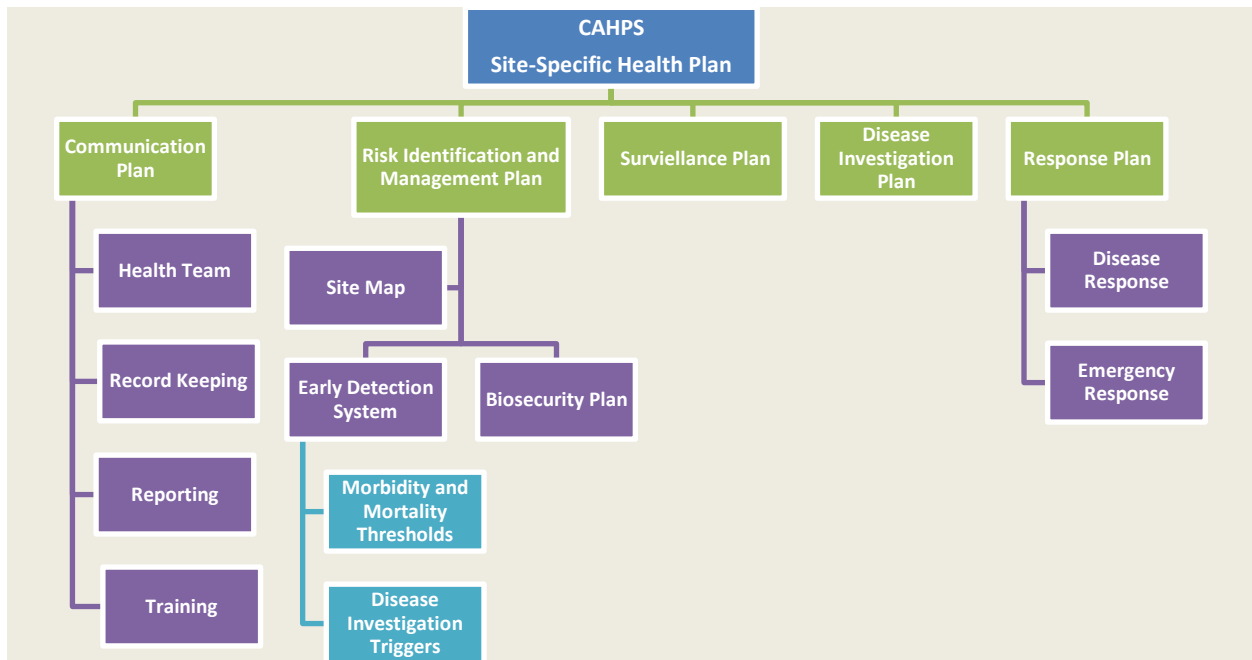 CAHPS
Site-Specific Health Plan
Communication
Plan
Risk Identification and
Management Plan
Surviellance Plan
Disease
Investigation
Plan
Response Plan
Health Team
Record Keeping
Reporting
Training
Site Map
Early Detection
System
Biosecurity Plan
Morbidity and
Mortality
Thresholds
Disease
Investigation
Triggers
Disease
Response
Emergency
Response